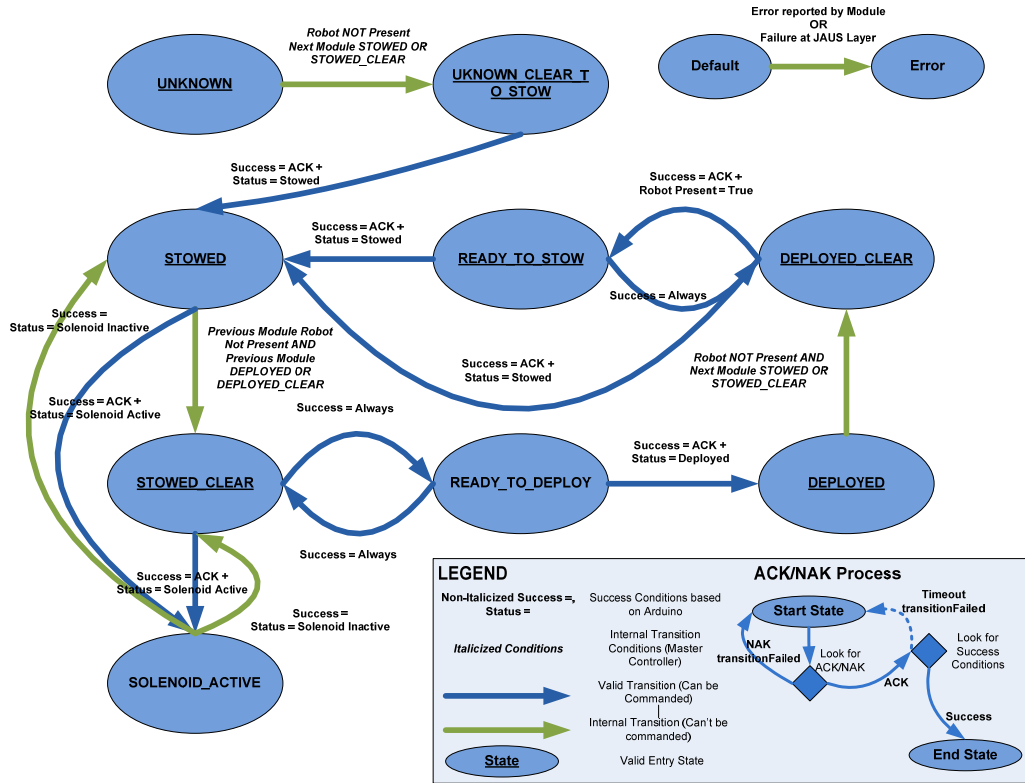 Robot NOT Present
Next Module STOWED OR
STOWED_CLEAR
Error reported by Module
OR
Failure at JAUS Layer
UNKNOWN
UKNOWN_CLEAR_T
O_STOW
Default
Error
Success = ACK +
Status = Stowed
Success = ACK +
Robot Present = True
Success = ACK +
Status = Stowed
STOWED
READY_TO_STOW
DEPLOYED_CLEAR
Success = Always
Success =
Status = Solenoid Inactive
Previous Module Robot
Not Present AND
Previous Module
DEPLOYED OR
DEPLOYED_CLEAR
Success = ACK +
Status = Stowed
Robot NOT Present AND
Next Module STOWED OR
STOWED_CLEAR
Success = ACK +
Status = Solenoid Active
Success = Always
Success = ACK +
Status = Deployed
STOWED_CLEAR
READY_TO_DEPLOY
DEPLOYED
Success = Always
Success = ACK +
Status = Solenoid Active
Success =
Status = Solenoid Inactive
SOLENOID_ACTIVE
LEGEND
Non-Italicized Success =,
Status =
Success Conditions based
on Arduino
Italicized Conditions
Internal Transition
Conditions (Master
Controller)
Valid Transition (Can be
Commanded)
Internal Transition (Can't be
commanded)
State
Valid Entry State
ACK/NAK Process
Start State
Timeout
transitionFailed
NAK
transitionFailed
Look for
ACK/NAK
Look for
Success
Conditions
ACK
Success
End State